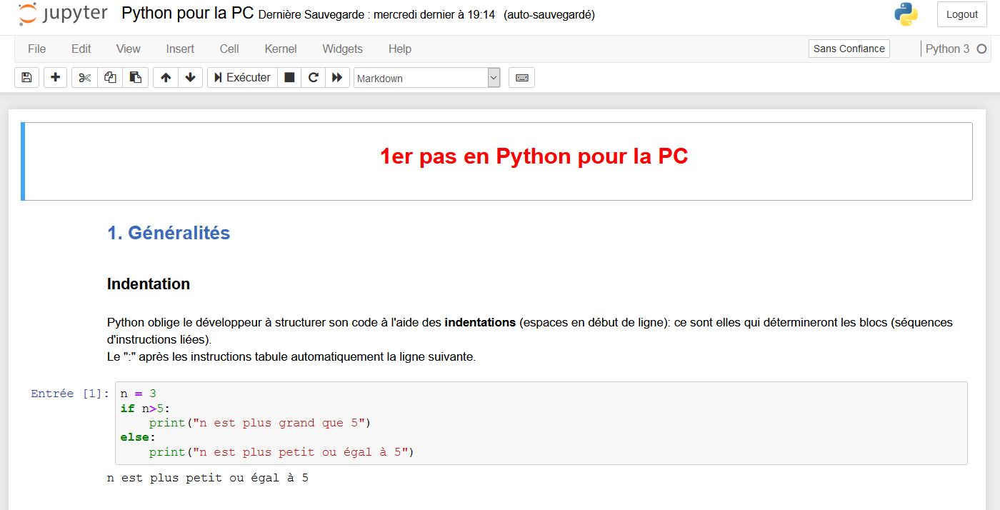 jupyter Python pour la PC Dernière Sauvegarde : mercredi dernier à 19:14 (auto-sauvegardé) Logout
File Edit View Insert Cell Kernel Widgets Help Sans Confiance Python 3
Exécuter Markdown
1er pas en Python pour la PC
1. Généralités
Indentation
Python oblige le développeur à structurer son code à l'aide des indentations (espaces en début de ligne): ce sont elles qui détermineront les blocs (séquences
d'instructions liées).
Le ":" après les instructions tabule automatiquement la ligne suivante.
Entrée [1]: n = 3
if n>5:
    print("n est plus grand que 5")
else:
    print("n est plus petit ou égal à 5")
n est plus petit ou égal à 5